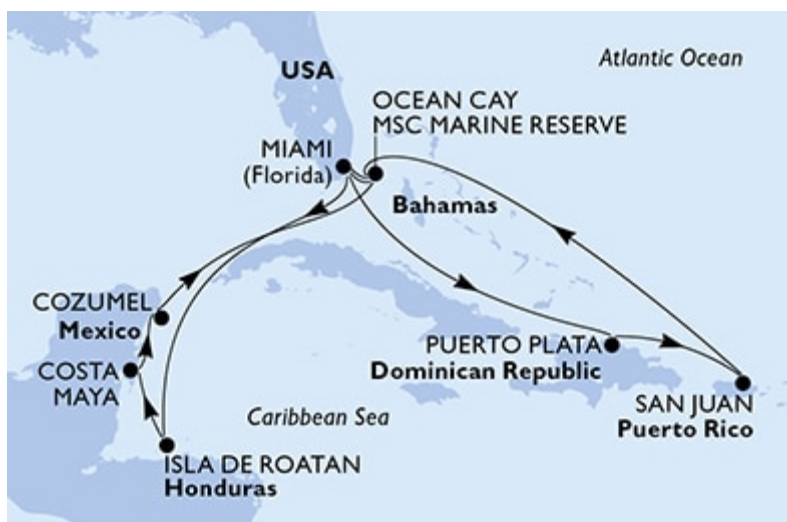 Atlantic Ocean
USA
OCEAN CAY
MSC MARINE RESERVE
MIAMI
(Florida)
Bahamas
COZUMEL
Mexico
PUERTO PLATA
Dominican Republic
COSTA
MAYA
SAN JUAN
Puerto Rico
Caribbean Sea
ISLA DE ROATAN
Honduras